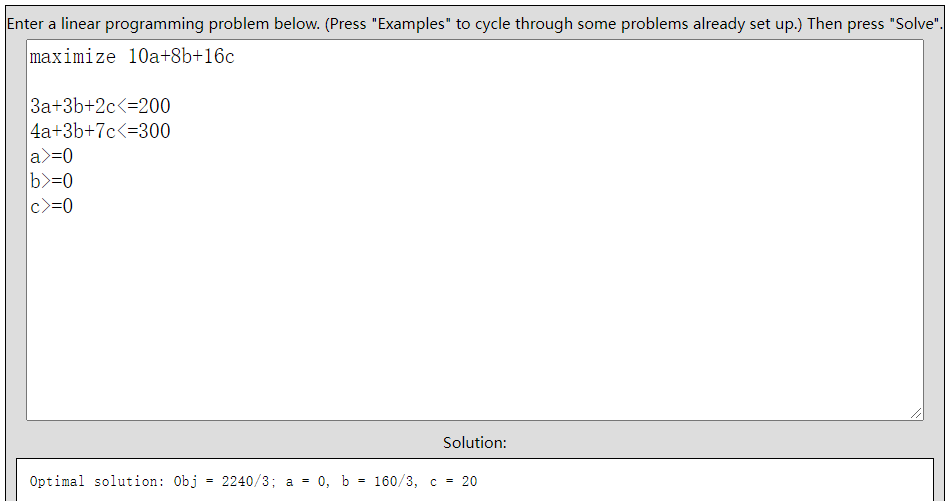 Enter a linear programming problem below. (Press "Examples" to cycle through some problems already set up.) Then press "Solve".
maximize 10a+8b+16c
3a+3b+2c<=200
4a+3b+7c<=300
a>=0
b>=0
c>=0
Solution:
Optimal solution: Obj = 2240/3; a = 0, b = 160/3, c = 20